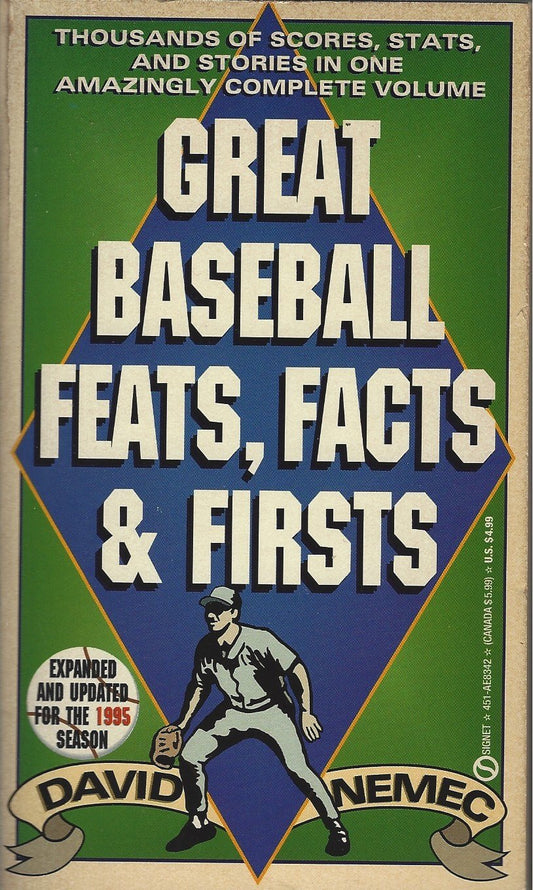 THOUSANDS OF SCORES, STATS,
AND STORIES IN ONE
AMAZINGLY COMPLETE VOLUME
GREAT
BASEBALL
FEATS, FACTS
& FIRSTS
EXPANDED
AND UPDATED
FOR THE 1995
SEASON
DAVID NEMEC
SIGNET ☆ 451-AE8342 ☆ (CANADA $5.99) ☆ U.S. $4.99